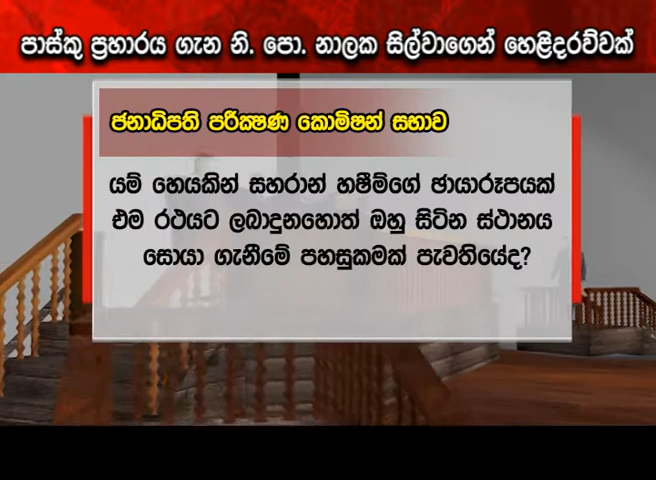 පාස්කු ප්‍රහාරය ගැන නි. පො. නාලක සිල්වාගෙන් හෙළිදරව්වක්
ජනාධිපති පරීක්‍ෂණ කොමිෂන් සභාව
යම් හෙයකින් සහරාන් හෂීම්ගේ ඡායාරූපයක්
එම රථයට ලබාදුනහොත් ඔහු සිටින ස්ථානය
සොයා ගැනීමේ පහසුකමක් පැවතියේද?